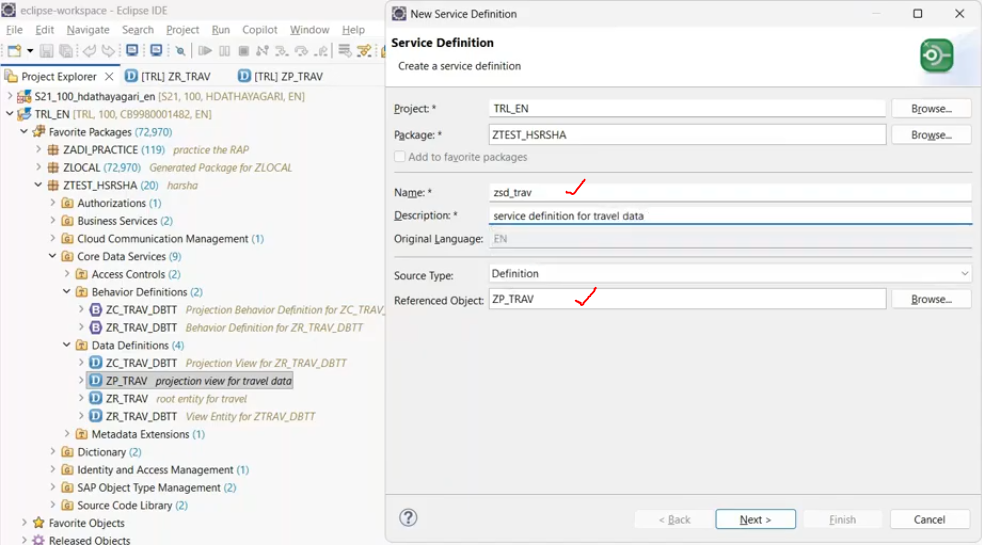 eclipse-workspace - Eclipse IDE
File Edit Navigate Search Project Run Copilot Window Help
Project Explorer
[TRL] ZR_TRAV
[TRL] ZP_TRAV
S21_100_hdathayagari_en [S21, 100, HDATHAYAGARI, EN]
TRL_EN [TRL, 100, CB9980001482, EN]
Favorite Packages (72,970)
ZADI_PRACTICE (119) practice the RAP
ZLOCAL (72,970) Generated Package for ZLOCAL
ZTEST_HSRSHA (20) harsha
Authorizations (1)
Business Services (2)
Cloud Communication Management (1)
Core Data Services (9)
Access Controls (2)
Behavior Definitions (2)
ZC_TRAV_DBTT Projection Behavior Definition for ZC_TRAV_
ZR_TRAV_DBTT Behavior Definition for ZR_TRAV_DBTT
Data Definitions (4)
ZC_TRAV_DBTT Projection View for ZR_TRAV_DBTT
ZP_TRAV projection view for travel data
ZR_TRAV root entity for travel
ZR_TRAV_DBTT View Entity for ZTRAV_DBTT
Metadata Extensions (1)
Dictionary (2)
Identity and Access Management (1)
SAP Object Type Management (2)
Source Code Library (2)
Favorite Objects
Released Objects
New Service Definition
Service Definition
Create a service definition
Project: * TRL_EN Browse...
Package: * ZTEST_HSRSHA Browse...
Add to favorite packages
Name: * zsd_trav
Description: * service definition for travel data
Original Language: EN
Source Type: Definition
Referenced Object: ZP_TRAV Browse...
? < Back Next > Finish Cancel